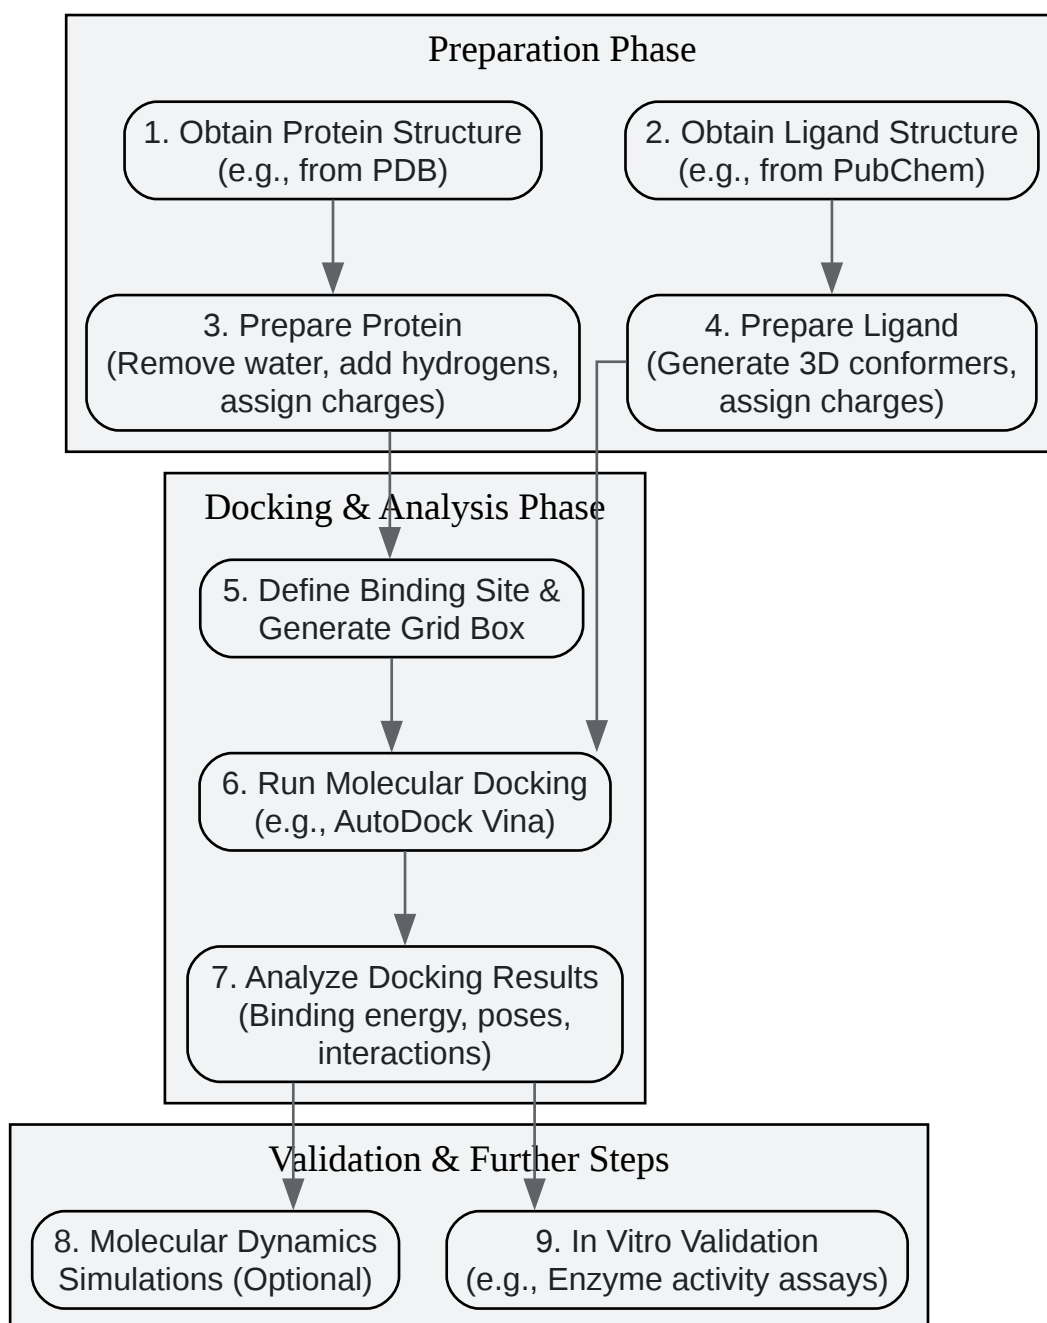 Preparation Phase
1. Obtain Protein Structure
(e.g., from PDB)
2. Obtain Ligand Structure
(e.g., from PubChem)
3. Prepare Protein
(Remove water, add hydrogens,
assign charges)
4. Prepare Ligand
(Generate 3D conformers,
assign charges)
Docking & Analysis Phase
5. Define Binding Site &
Generate Grid Box
6. Run Molecular Docking
(e.g., AutoDock Vina)
7. Analyze Docking Results
(Binding energy, poses,
interactions)
Validation & Further Steps
8. Molecular Dynamics
Simulations (Optional)
9. In Vitro Validation
(e.g., Enzyme activity assays)